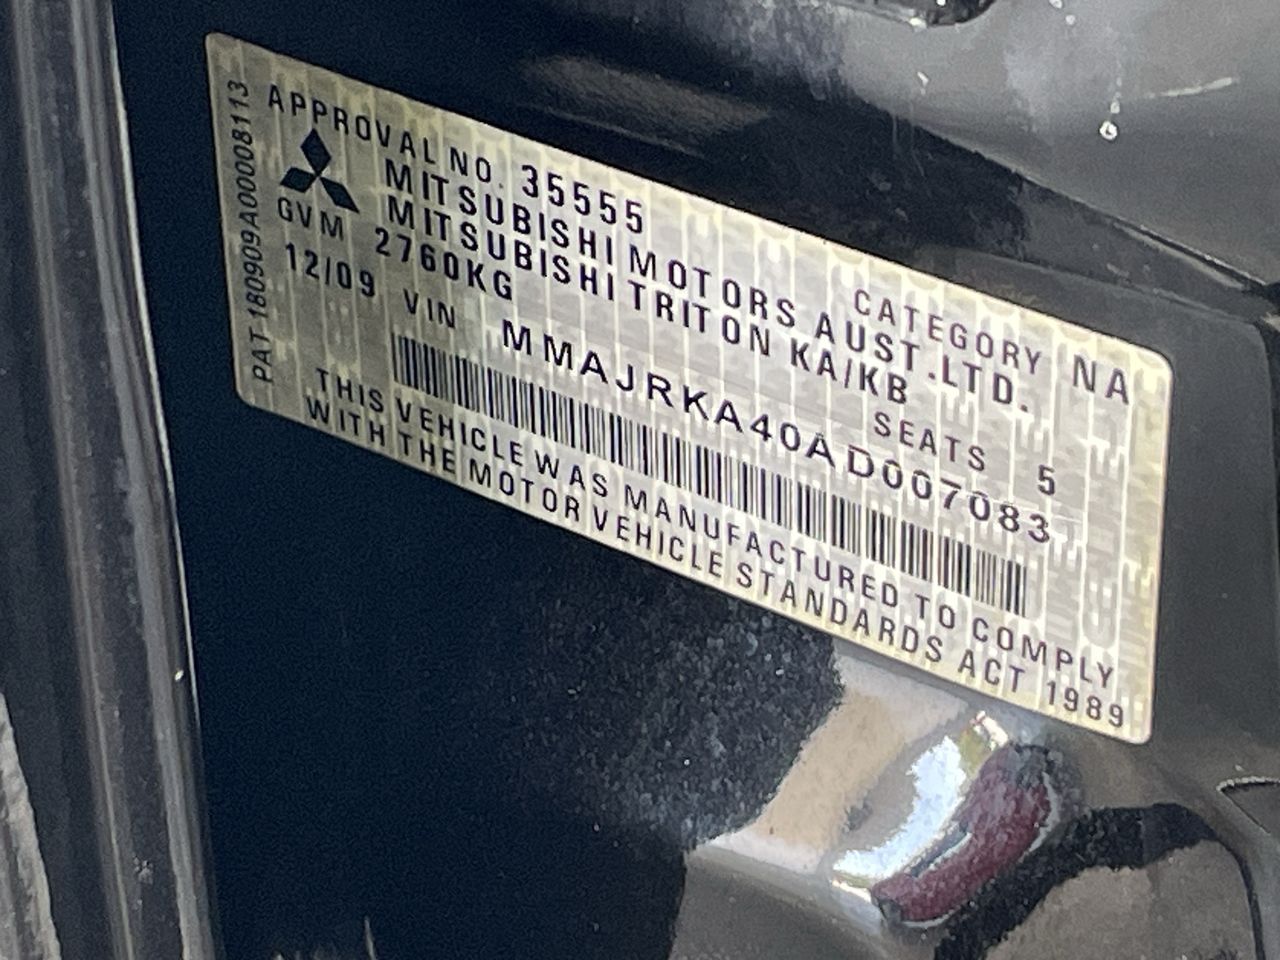 APPROVAL NO. 35555 CATEGORY NA
MITSUBISHI MOTORS AUST.LTD.
MITSUBISHI TRITON KA/KB
GVM 2760KG SEATS 5
12/09 VIN MMAJRKA40AD007083
THIS VEHICLE WAS MANUFACTURED TO COMPLY
WITH THE MOTOR VEHICLE STANDARDS ACT 1989
PAT 180909A00008113